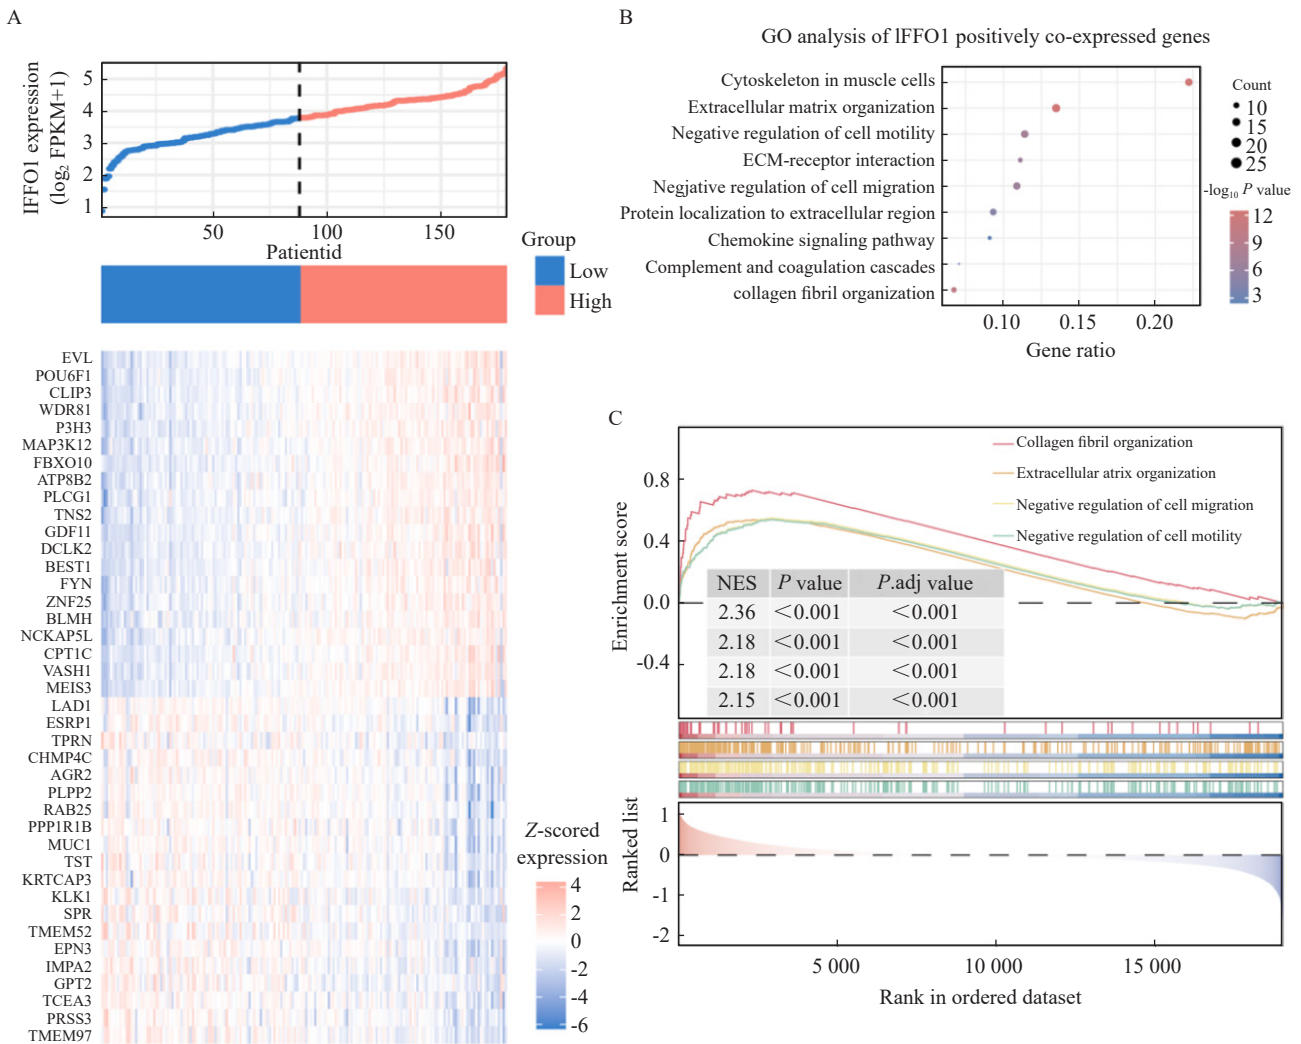 A
IFFO1 expression
(log2 FPKM+1)
5
4
3
2
1
50
100
150
Patientid
Group
Low
High
EVL
POU6F1
CLIP3
WDR81
P3H3
MAP3K12
FBXO10
ATP8B2
PLCG1
TNS2
GDF11
DCLK2
BEST1
FYN
ZNF25
BLMH
NCKAP5L
CPT1C
VASH1
MEIS3
LAD1
ESRP1
TPRN
CHMP4C
AGR2
PLPP2
RAB25
PPP1R1B
MUC1
TST
KRTCAP3
KLK1
SPR
TMEM52
EPN3
IMPA2
GPT2
TCEA3
PRSS3
TMEM97
Z-scored
expression
4
2
0
-2
-4
-6
B
GO analysis of lFFO1 positively co-expressed genes
Cytoskeleton in muscle cells
Extracellular matrix organization
Negative regulation of cell motility
ECM-receptor interaction
Negjative regulation of cell migration
Protein localization to extracellular region
Chemokine signaling pathway
Complement and coagulation cascades
collagen fibril organization
0.10
0.15
0.20
Gene ratio
Count
10
15
20
25
-log10 P value
12
9
6
3
C
Enrichment score
0.8
0.4
0.0
-0.4
Collagen fibril organization
Extracellular atrix organization
Negative regulation of cell migration
Negative regulation of cell motility
NES P value P.adj value
2.36 <0.001 <0.001
2.18 <0.001 <0.001
2.18 <0.001 <0.001
2.15 <0.001 <0.001
Ranked list
1
0
-1
-2
5 000
10 000
15 000
Rank in ordered dataset